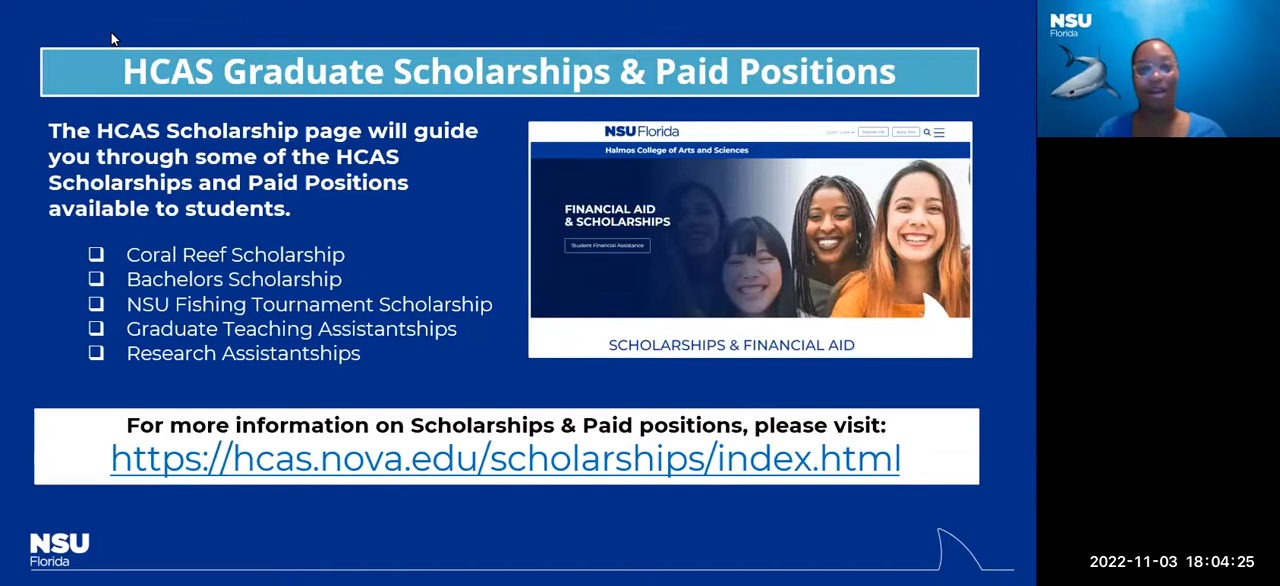 HCAS Graduate Scholarships & Paid Positions
The HCAS Scholarship page will guide
you through some of the HCAS
Scholarships and Paid Positions
available to students.
Coral Reef Scholarship
Bachelors Scholarship
NSU Fishing Tournament Scholarship
Graduate Teaching Assistantships
Research Assistantships
NSU Florida
Halmos College of Arts and Sciences
FINANCIAL AID
& SCHOLARSHIPS
Student Financial Assistance
SCHOLARSHIPS & FINANCIAL AID
For more information on Scholarships & Paid positions, please visit:
https://hcas.nova.edu/scholarships/index.html
NSU
Florida
NSU
Florida
2022-11-03 18:04:25